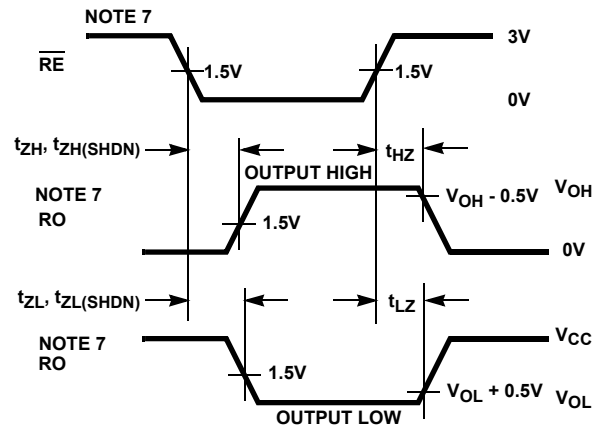 NOTE 7
RE
3V
1.5V
1.5V
0V
tZH, tZH(SHDN)
tHZ
OUTPUT HIGH
NOTE 7
RO
VOH - 0.5V
VOH
1.5V
0V
tZL, tZL(SHDN)
tLZ
NOTE 7
RO
VCC
1.5V
VOL + 0.5V
VOL
OUTPUT LOW